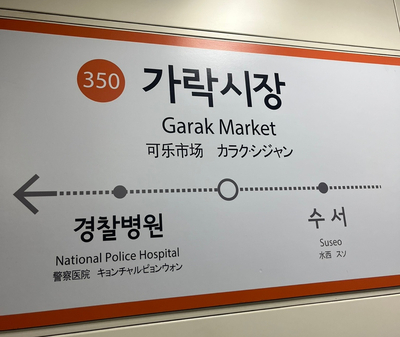 350 가락시장
Garak Market
可乐市场 カラク·シジャン
경찰병원
National Police Hospital
警察医院 キョンチャルビョンウォン
수서
Suseo
水西 スソ